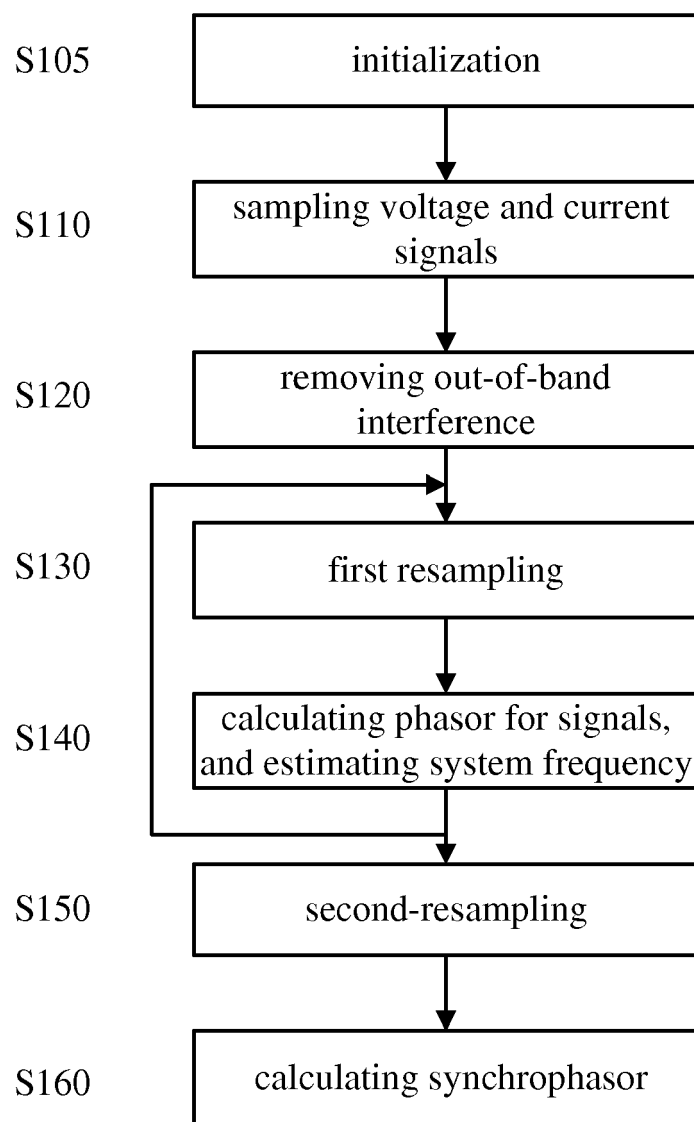 S105
initialization
S110
sampling voltage and current
signals
S120
removing out-of-band
interference
S130
first resampling
S140
calculating phasor for signals,
and estimating system frequency
S150
second-resampling
S160
calculating synchrophasor